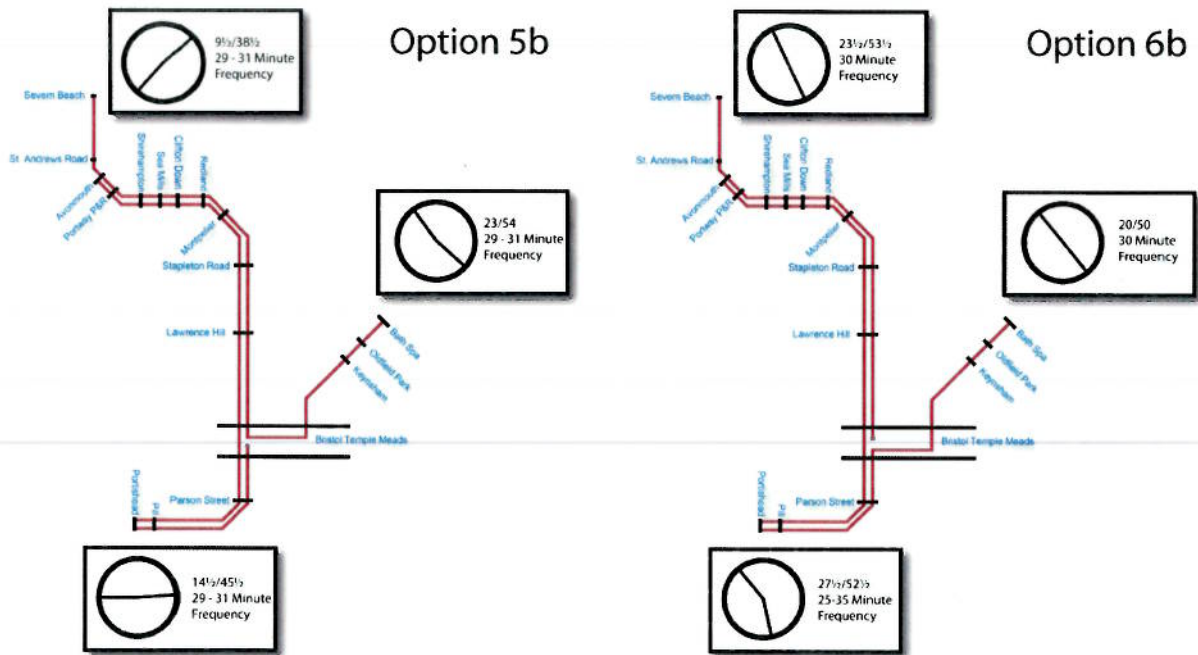 Option 5b
9½/38½
29 - 31 Minute
Frequency
Severn Beach
St. Andrews Road
Avonmouth
Portway P&R
Shirehampton
Sea Mills
Clifton Down
Redland
Montpelier
Stapleton Road
Lawrence Hill
23/54
29 - 31 Minute
Frequency
Bath Spa
Oldfield Park
Keynsham
Bristol Temple Meads
Parson Street
Portishead
Pill
14½/45½
29 - 31 Minute
Frequency
Option 6b
23½/53½
30 Minute
Frequency
Severn Beach
St. Andrews Road
Avonmouth
Portway P&R
Shirehampton
Sea Mills
Clifton Down
Redland
Montpelier
Stapleton Road
Lawrence Hill
20/50
30 Minute
Frequency
Bath Spa
Oldfield Park
Keynsham
Bristol Temple Meads
Parson Street
Portishead
Pill
27½/52½
25-35 Minute
Frequency